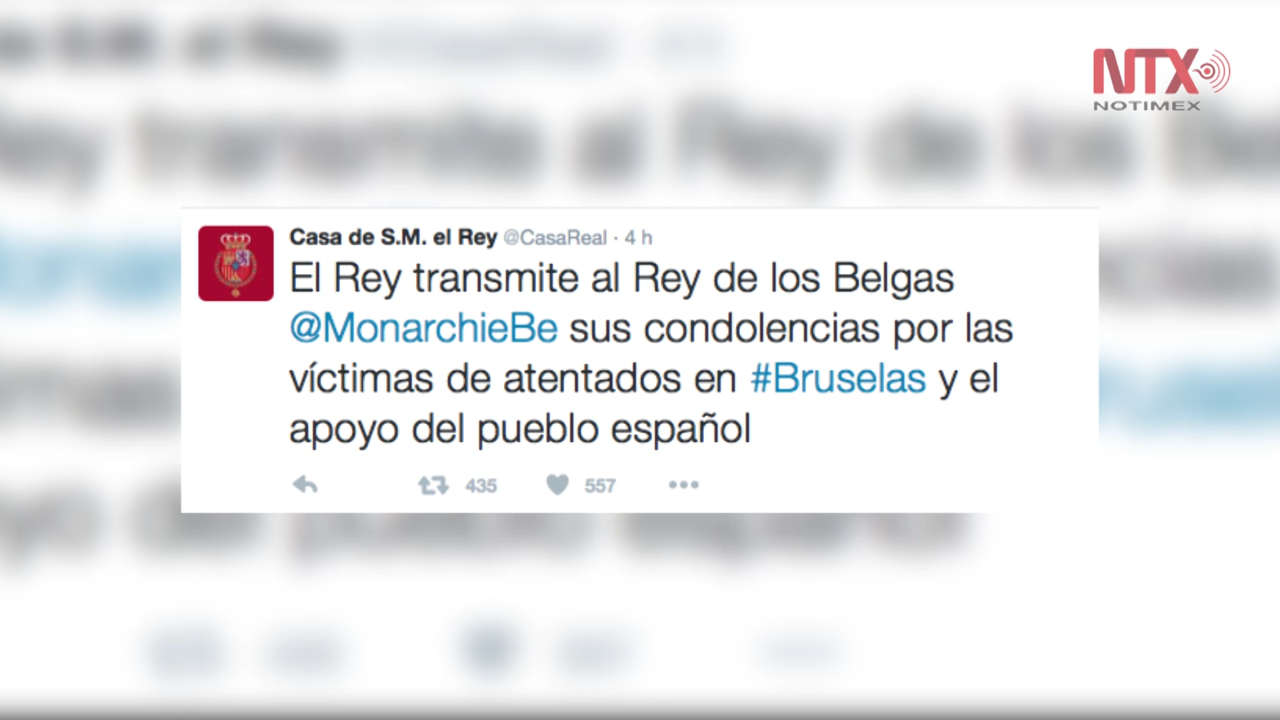 NTX
NOTIMEX
Casa de S.M. el Rey @CasaReal · 4 h
El Rey transmite al Rey de los Belgas
@MonarchieBe sus condolencias por las
víctimas de atentados en #Bruselas y el
apoyo del pueblo español
435 557